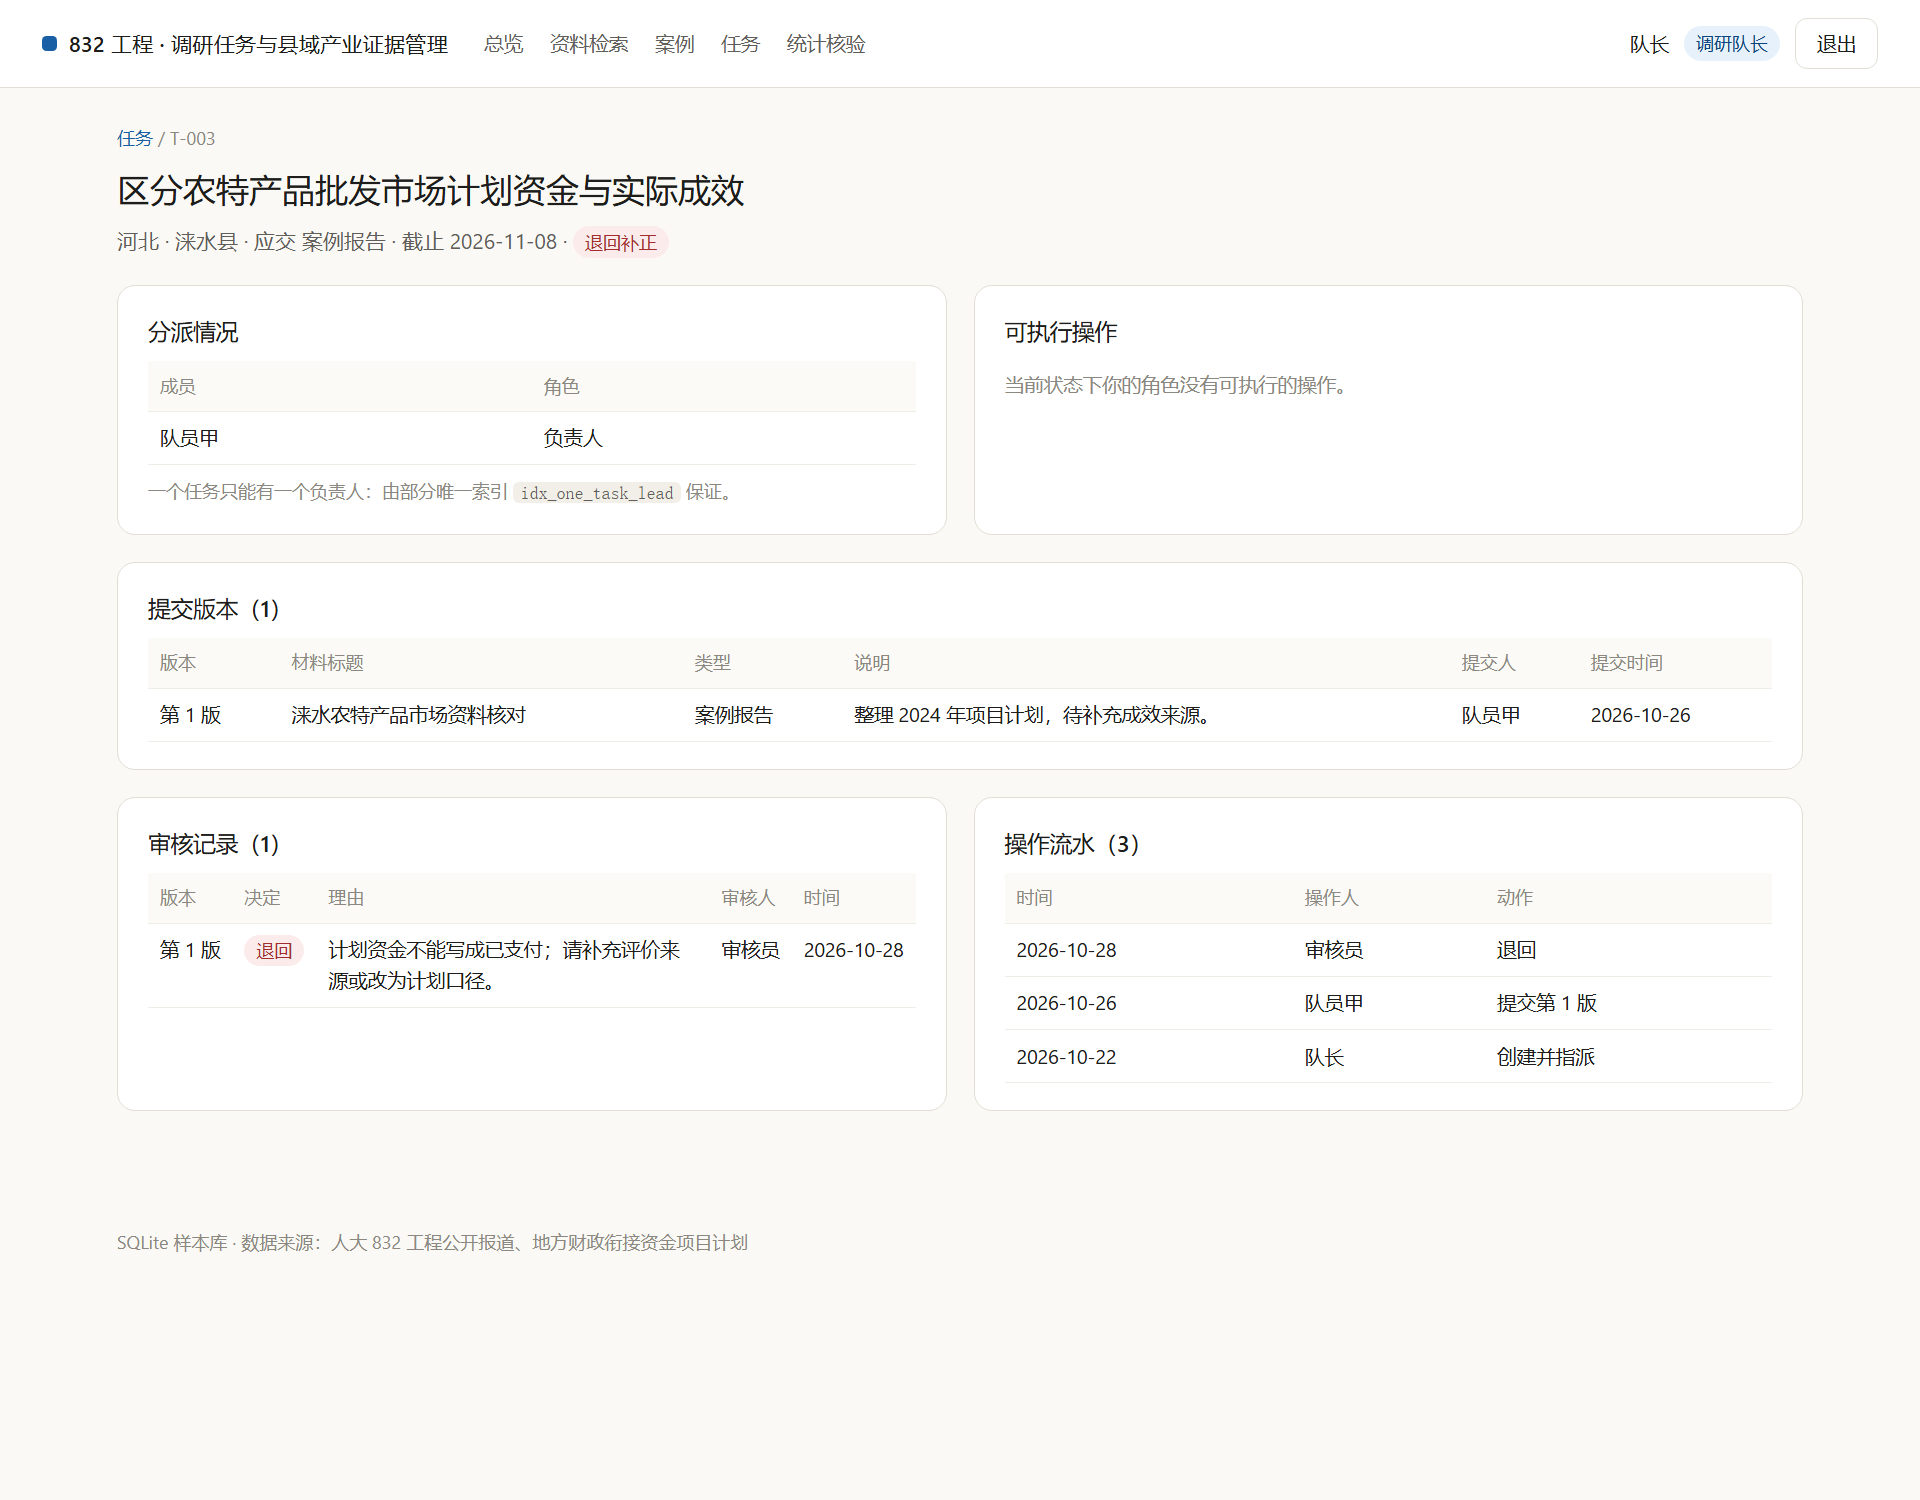 832 工程 · 调研任务与县域产业证据管理 总览 资料检索 案例 任务 统计核验 队长 调研队长 退出
任务 / T-003
区分农特产品批发市场计划资金与实际成效
河北 · 涞水县 · 应交 案例报告 · 截止 2026-11-08 · 退回补正
分派情况
成员 角色
队员甲 负责人
一个任务只能有一个负责人：由部分唯一索引 idx_one_task_lead 保证。
可执行操作
当前状态下你的角色没有可执行的操作。
提交版本（1）
版本 材料标题 类型 说明 提交人 提交时间
第 1 版 涞水农特产品市场资料核对 案例报告 整理 2024 年项目计划，待补充成效来源。 队员甲 2026-10-26
审核记录（1）
版本 决定 理由 审核人 时间
第 1 版 退回 计划资金不能写成已支付；请补充评价来 审核员 2026-10-28
源或改为计划口径。
操作流水（3）
时间 操作人 动作
2026-10-28 审核员 退回
2026-10-26 队员甲 提交第 1 版
2026-10-22 队长 创建并指派
SQLite 样本库 · 数据来源：人大 832 工程公开报道、地方财政衔接资金项目计划